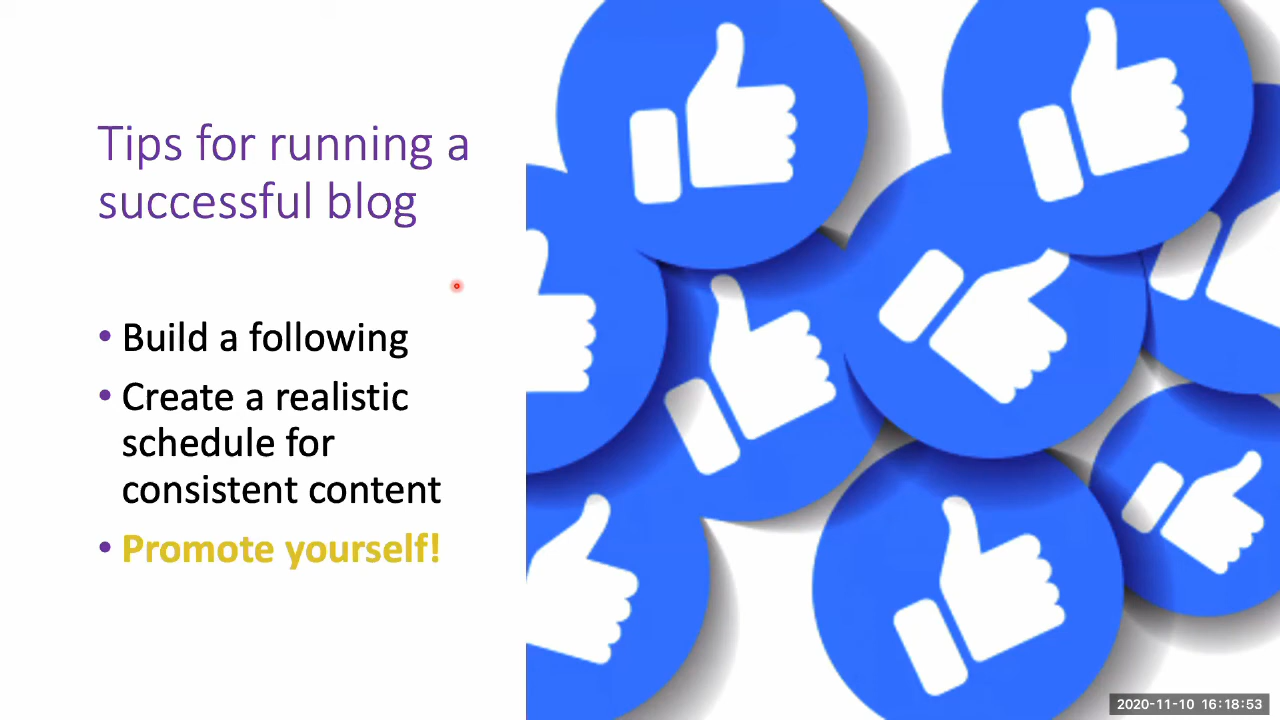 Tips for running a
successful blog
• Build a following
• Create a realistic
schedule for
consistent content
• Promote yourself!
2020-11-10 16:18:53